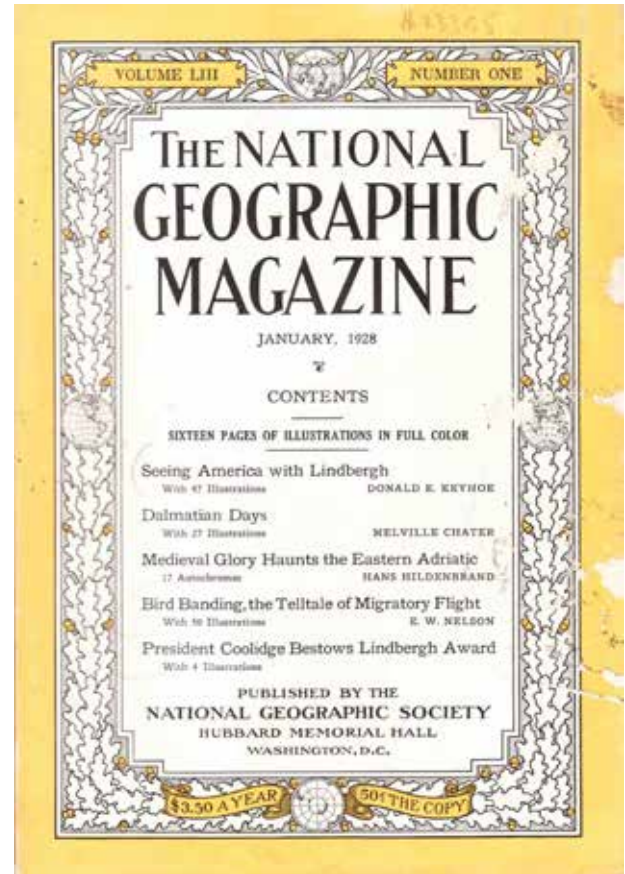 VOLUME LIII
NUMBER ONE
THE NATIONAL
GEOGRAPHIC
MAGAZINE
JANUARY, 1928
CONTENTS
SIXTEEN PAGES OF ILLUSTRATIONS IN FULL COLOR
Seeing America with Lindbergh
With 47 Illustrations DONALD E. KEYHOE
Dalmatian Days
With 27 Illustrations MELVILLE CHATER
Medieval Glory Haunts the Eastern Adriatic
17 Autochromes HANS HILDENBRAND
Bird Banding, the Telltale of Migratory Flight
With 50 Illustrations E. W. NELSON
President Coolidge Bestows Lindbergh Award
With 4 Illustrations
PUBLISHED BY THE
NATIONAL GEOGRAPHIC SOCIETY
HUBBARD MEMORIAL HALL
WASHINGTON, D.C.
$3.50 A YEAR
50¢ THE COPY